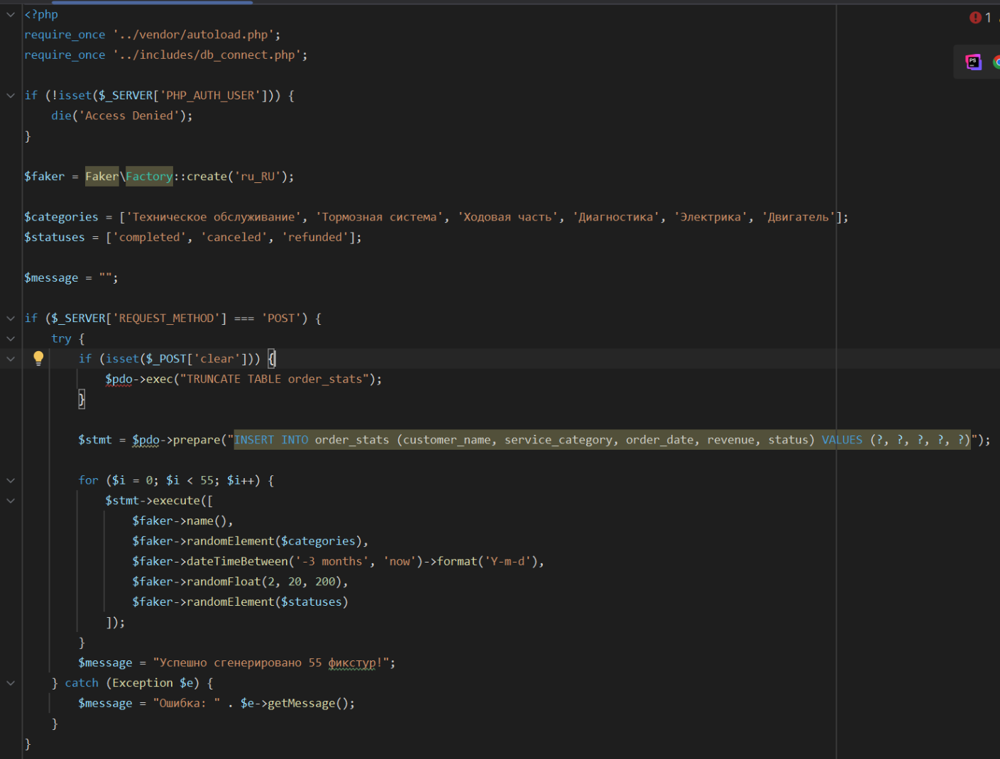 <?php
require_once '../vendor/autoload.php';
require_once '../includes/db_connect.php';
if (!isset($_SERVER['PHP_AUTH_USER'])) {
    die('Access Denied');
}
$faker = Faker\Factory::create('ru_RU');
$categories = ['Техническое обслуживание', 'Тормозная система', 'Ходовая часть', 'Диагностика', 'Электрика', 'Двигатель'];
$statuses = ['completed', 'canceled', 'refunded'];
$message = "";
if ($_SERVER['REQUEST_METHOD'] === 'POST') {
    try {
        if (isset($_POST['clear'])) {
            $pdo->exec("TRUNCATE TABLE order_stats");
        }
        $stmt = $pdo->prepare("INSERT INTO order_stats (customer_name, service_category, order_date, revenue, status) VALUES (?, ?, ?, ?, ?)");
        for ($i = 0; $i < 55; $i++) {
            $stmt->execute([
                $faker->name(),
                $faker->randomElement($categories),
                $faker->dateTimeBetween('-3 months', 'now')->format('Y-m-d'),
                $faker->randomFloat(2, 20, 200),
                $faker->randomElement($statuses)
            ]);
        }
        $message = "Успешно сгенерировано 55 фикстур!";
    } catch (Exception $e) {
        $message = "Ошибка: " . $e->getMessage();
    }
}
1
PS